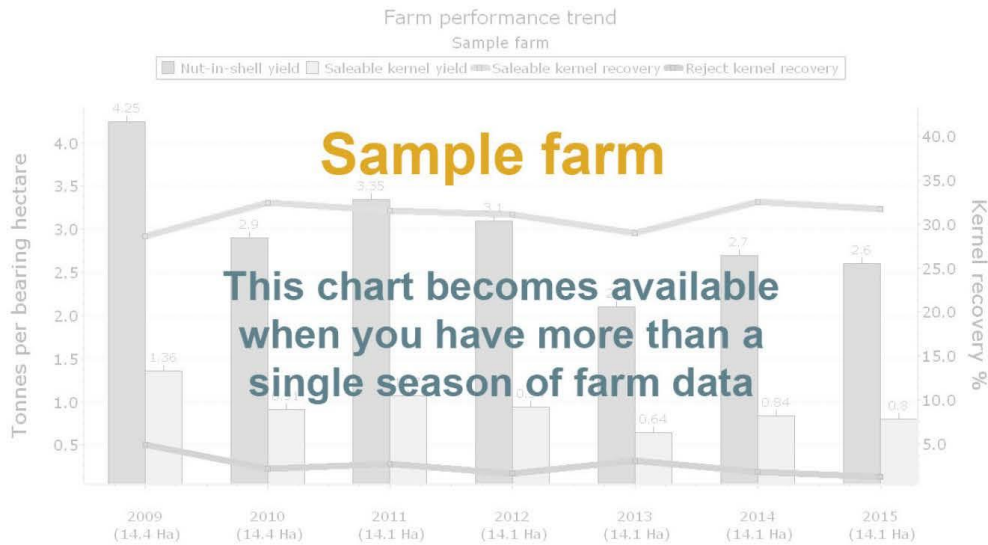 Farm performance trend
Sample farm
Nut-in-shell yield Saleable kernel yield Saleable kernel recovery Reject kernel recovery
Tonnes per bearing hectare
4.0
3.5
3.0
2.5
2.0
1.5
1.0
0.5
4.25
1.36
2.9
3.35
3.1
0.64
2.7
0.84
2.6
0.8
Sample farm
This chart becomes available
when you have more than a
single season of farm data
40.0
35.0
30.0
25.0
20.0
15.0
10.0
5.0
Kernel recovery %
2009 2010 2011 2012 2013 2014 2015
(14.4 Ha) (14.4 Ha) (14.1 Ha) (14.1 Ha) (14.1 Ha) (14.1 Ha) (14.1 Ha)